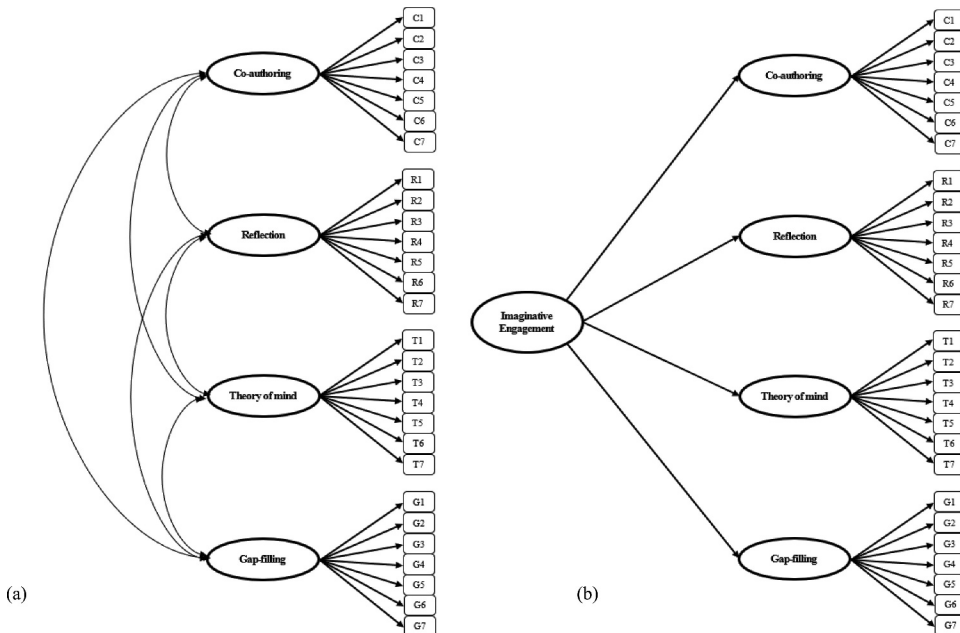 C1
C2
C3
Co-authoring
C4
C5
C6
C7
R1
R2
R3
Reflection
R4
R5
R6
R7
T1
T2
T3
Theory of mind
T4
T5
T6
T7
G1
G2
G3
Gap-filling
G4
G5
G6
G7
(a)
C1
C2
C3
Co-authoring
C4
C5
C6
C7
R1
R2
R3
Reflection
R4
R5
R6
R7
Imaginative
Engagement
T1
T2
T3
Theory of mind
T4
T5
T6
T7
G1
G2
G3
Gap-filling
G4
G5
G6
G7
(b)